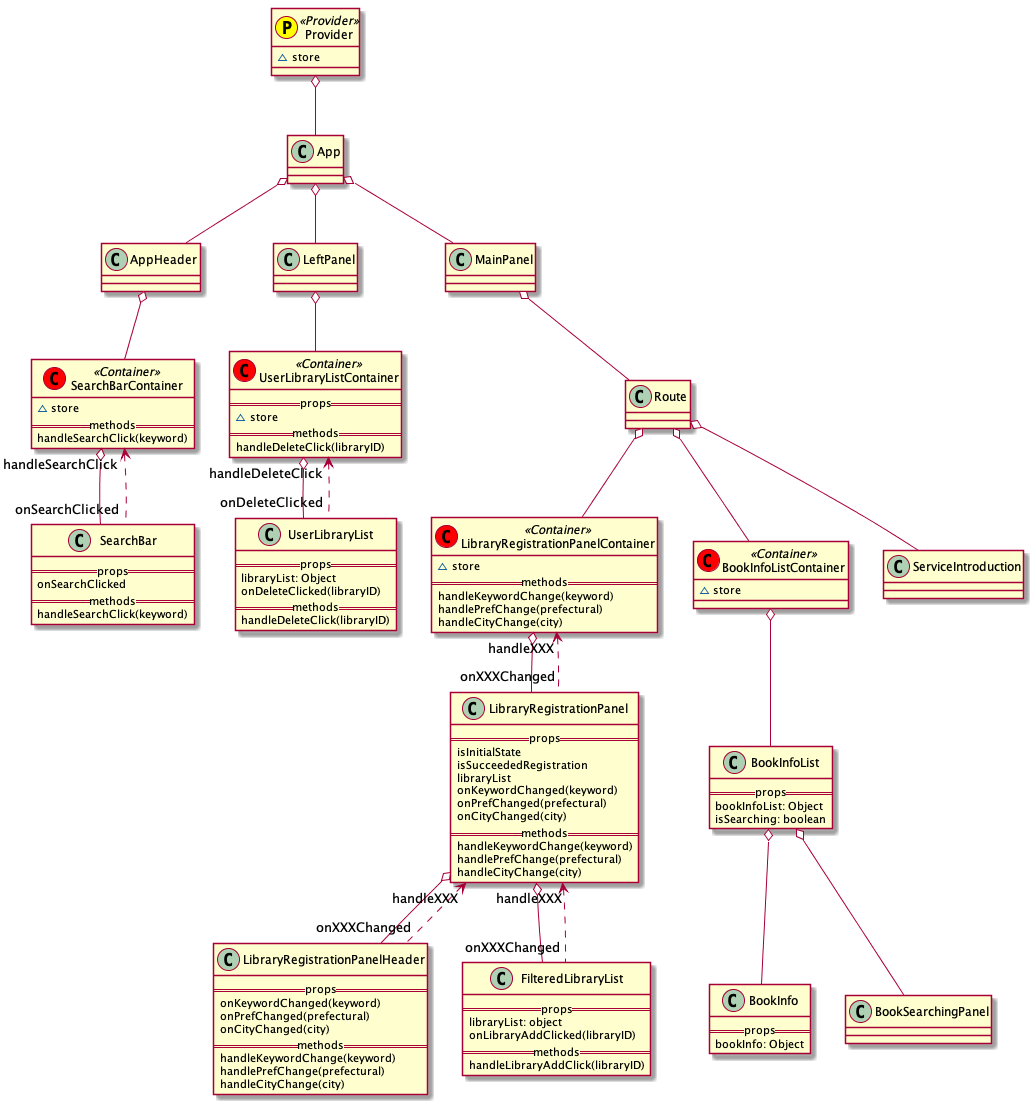 P
«Provider»
Provider
~ store
C App
C AppHeader
C LeftPanel
C MainPanel
C
«Container»
SearchBarContainer
~ store
methods
handleSearchClick(keyword)
C
«Container»
UserLibraryListContainer
props
~ store
methods
handleDeleteClick(libraryID)
C Route
handleSearchClick
onSearchClicked
handleDeleteClick
onDeleteClicked
C SearchBar
props
onSearchClicked
methods
handleSearchClick(keyword)
C UserLibraryList
props
libraryList: Object
onDeleteClicked(libraryID)
methods
handleDeleteClick(libraryID)
C
«Container»
LibraryRegistrationPanelContainer
~ store
methods
handleKeywordChange(keyword)
handlePrefChange(prefectural)
handleCityChange(city)
C
«Container»
BookInfoListContainer
~ store
C ServiceIntroduction
handleXXX
onXXXChanged
C LibraryRegistrationPanel
props
isInitialState
isSucceededRegistration
libraryList
onKeywordChanged(keyword)
onPrefChanged(prefectural)
onCityChanged(city)
methods
handleKeywordChange(keyword)
handlePrefChange(prefectural)
handleCityChange(city)
C BookInfoList
props
bookInfoList: Object
isSearching: boolean
handleXXX
onXXXChanged
handleXXX
onXXXChanged
C LibraryRegistrationPanelHeader
props
onKeywordChanged(keyword)
onPrefChanged(prefectural)
onCityChanged(city)
methods
handleKeywordChange(keyword)
handlePrefChange(prefectural)
handleCityChange(city)
C FilteredLibraryList
props
libraryList: object
onLibraryAddClicked(libraryID)
methods
handleLibraryAddClick(libraryID)
C BookInfo
props
bookInfo: Object
C BookSearchingPanel